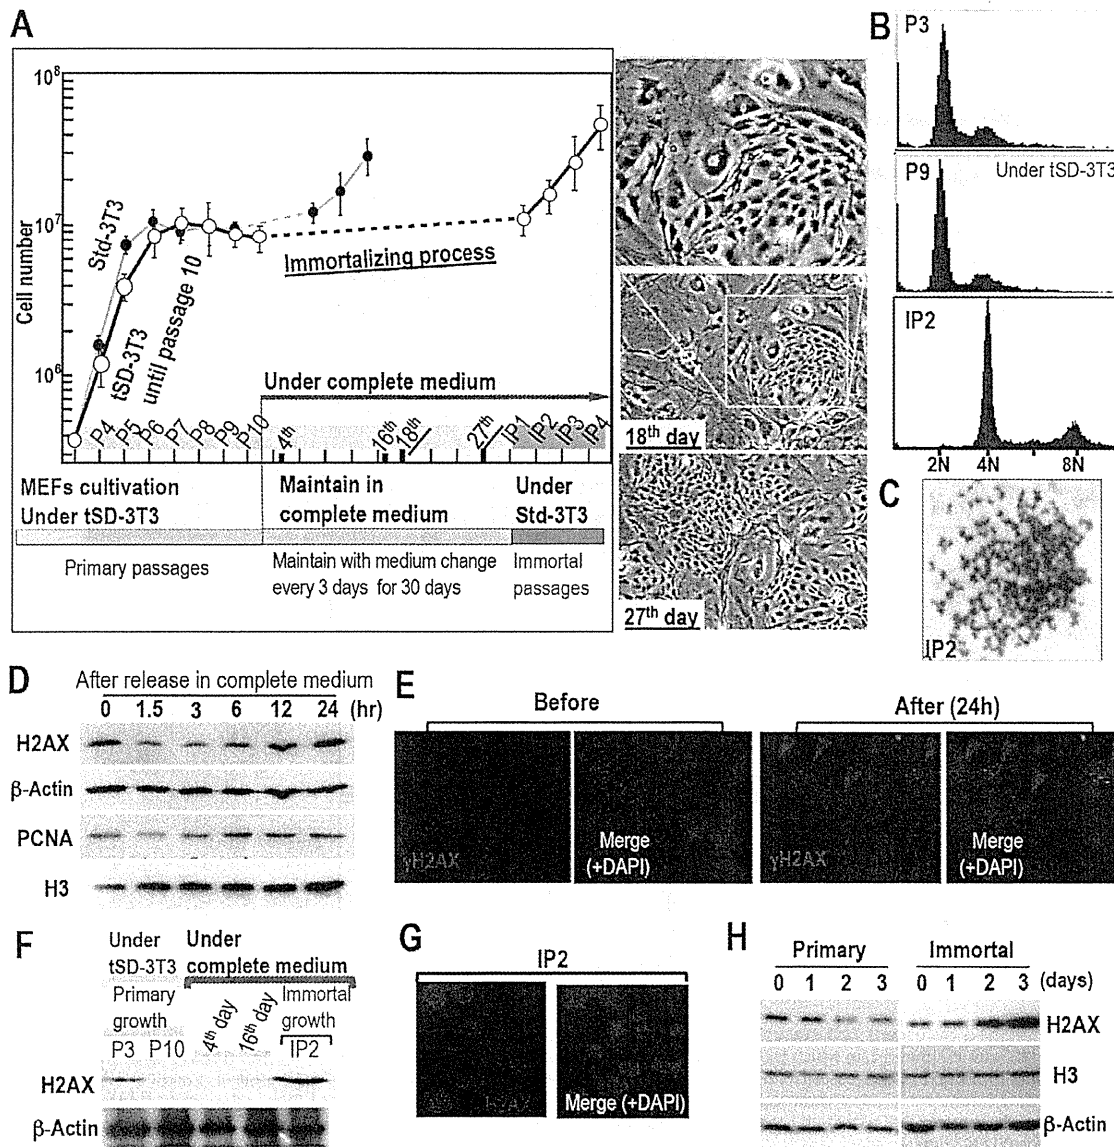 A
10⁸
10⁷
10⁶
Cell number
Std-3T3
tSD-3T3
until passage 10
Immortalizing process
Under complete medium
P4 P5 P6 P7 P8 P9 P10 4th 16th 18th 27th IP1 IP2 IP3 IP4
MEFs cultivation
Under tSD-3T3
Maintain in
complete medium
Under
Std-3T3
Primary passages
Maintain with medium change
every 3 days for 30 days
Immortal
passages
18th day
27th day
B
P3
P9
Under tSD-3T3
IP2
2N 4N 8N
C
IP2
D
After release in complete medium
0 1.5 3 6 12 24 (hr)
H2AX
β-Actin
PCNA
H3
E
Before
After (24h)
γH2AX
Merge
(+DAPI)
γH2AX
Merge
(+DAPI)
F
Under
tSD-3T3
Under
complete medium
Primary
growth
4th day
16th day
Immortal
growth
P3 P10 IP2
H2AX
β-Actin
G
IP2
Merge (+DAPI)
H
Primary Immortal
0 1 2 3 0 1 2 3 (days)
H2AX
H3
β-Actin